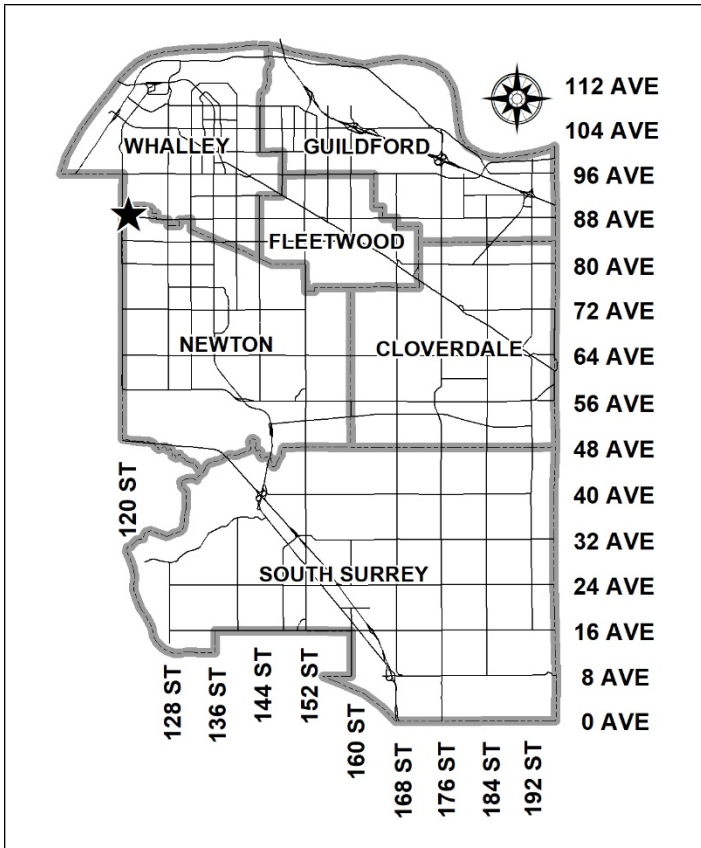 112 AVE
104 AVE
WHALLEY
GUILDFORD
96 AVE
88 AVE
FLEETWOOD
80 AVE
72 AVE
NEWTON
CLOVERDALE
64 AVE
56 AVE
48 AVE
120 ST
40 AVE
32 AVE
SOUTH SURREY
24 AVE
16 AVE
128 ST
136 ST
144 ST
152 ST
160 ST
8 AVE
0 AVE
168 ST
176 ST
184 ST
192 ST